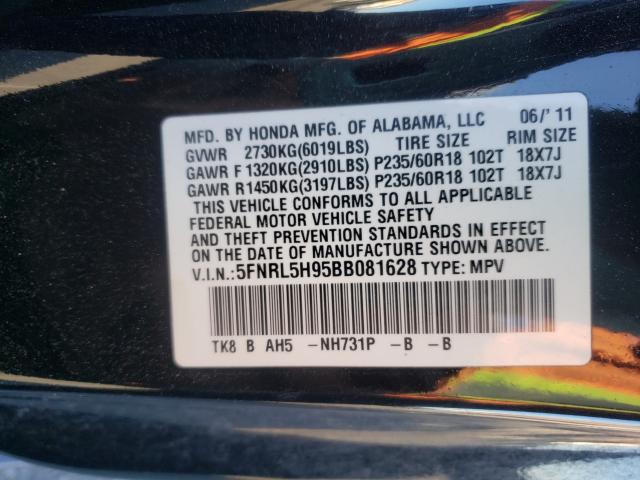 MFD. BY HONDA MFG. OF ALABAMA, LLC 06/'11
GVWR 2730KG(6019LBS) TIRE SIZE RIM SIZE
GAWR F 1320KG(2910LBS) P235/60R18 102T 18X7J
GAWR R1450KG(3197LBS) P235/60R18 102T 18X7J
THIS VEHICLE CONFORMS TO ALL APPLICABLE
FEDERAL MOTOR VEHICLE SAFETY
AND THEFT PREVENTION STANDARDS IN EFFECT
ON THE DATE OF MANUFACTURE SHOWN ABOVE.
V.I.N.:5FNRL5H95BB081628 TYPE: MPV
TK8 B AH5 -NH731P -B -B